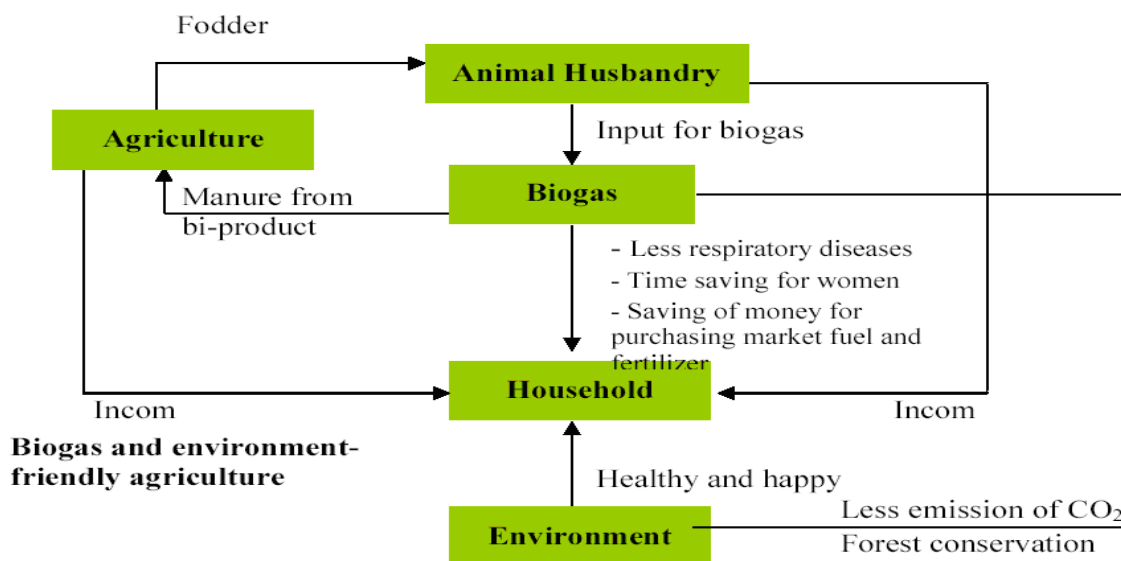 Fodder
Animal Husbandry
Agriculture
Input for biogas
Manure from
bi-product
Biogas
- Less respiratory diseases
- Time saving for women
- Saving of money for
purchasing market fuel and
fertilizer
Household
Incom
Incom
Biogas and environment-
friendly agriculture
Healthy and happy
Less emission of CO₂
Environment
Forest conservation